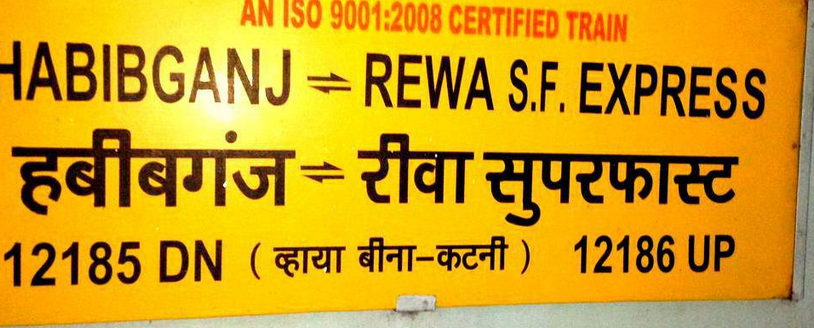 AN ISO 9001:2008 CERTIFIED TRAIN
HABIBGANJ ⇌ REWA S.F. EXPRESS
हबीबगंज ⇌ रीवा सुपरफास्ट
12185 DN ( व्हाया बीना-कटनी ) 12186 UP